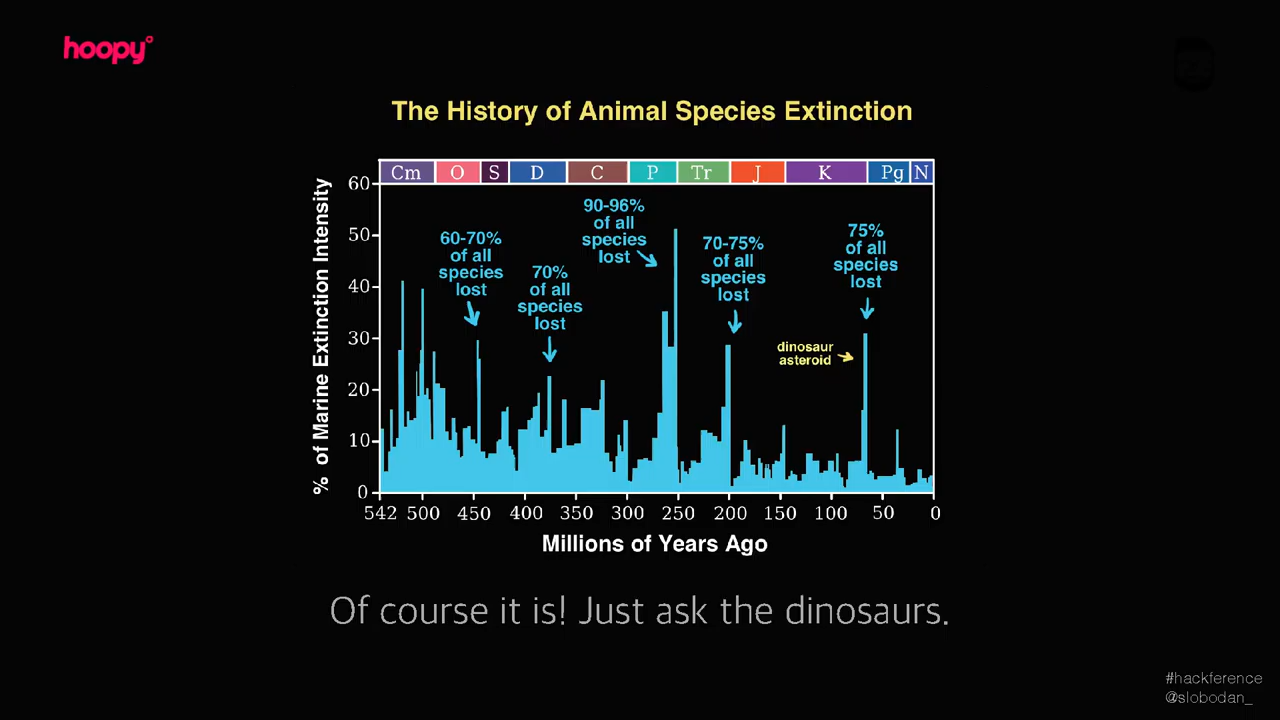 hoopy°
The History of Animal Species Extinction
Cm O S D C P Tr J K Pg N
% of Marine Extinction Intensity
60
50
40
30
20
10
0
60-70%
of all
species
lost
70%
of all
species
lost
90-96%
of all
species
lost
70-75%
of all
species
lost
75%
of all
species
lost
dinosaur
asteroid
542 500 450 400 350 300 250 200 150 100 50 0
Millions of Years Ago
Of course it is! Just ask the dinosaurs.
#hackference
@slobodan_